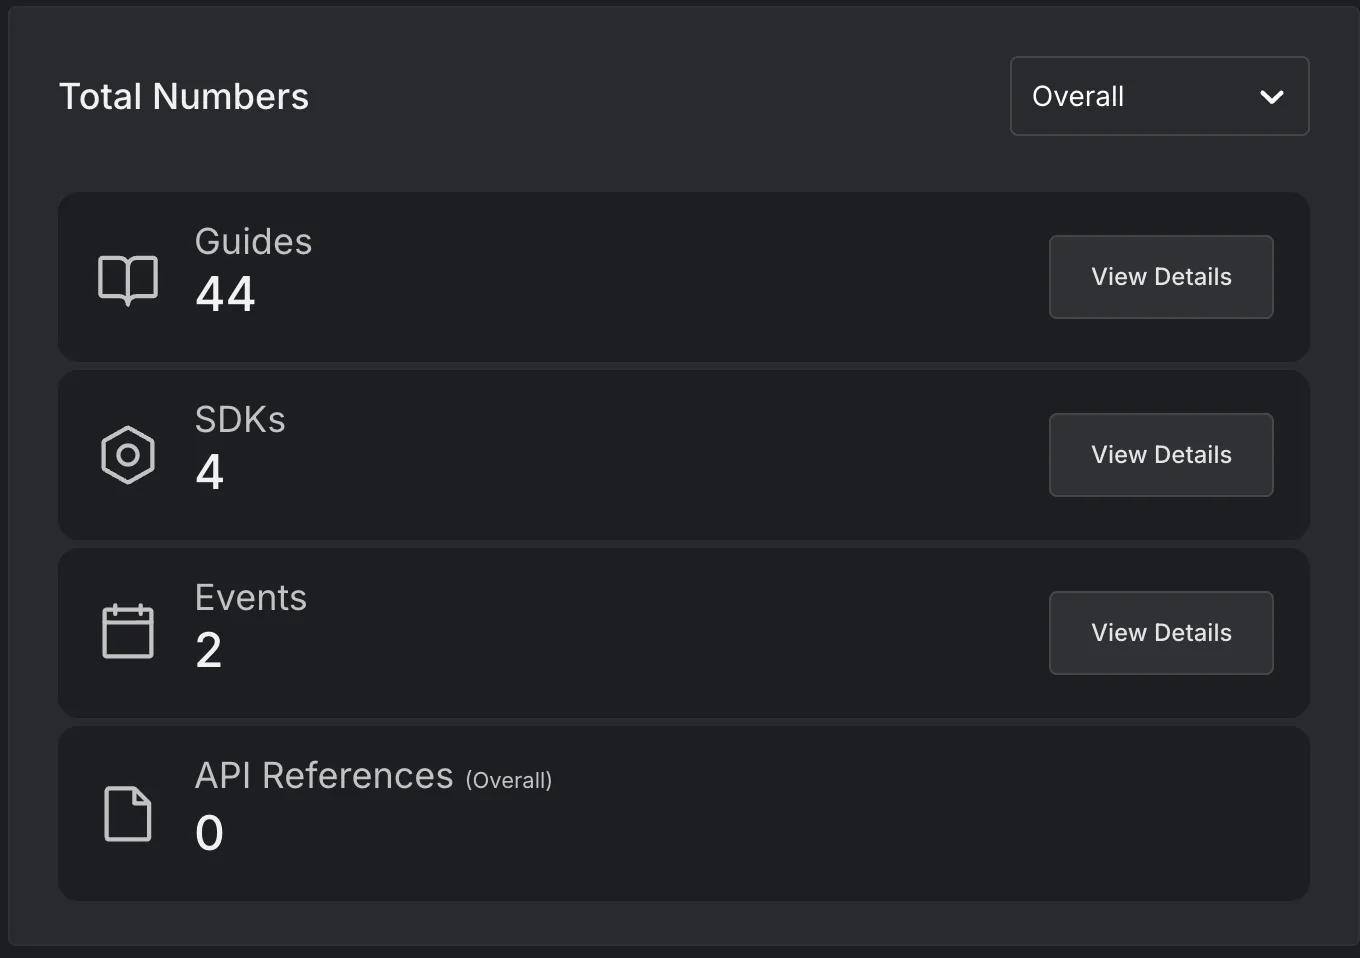 Total Numbers
Overall
Guides
44
View Details
SDKs
4
View Details
Events
2
View Details
API References (Overall)
0